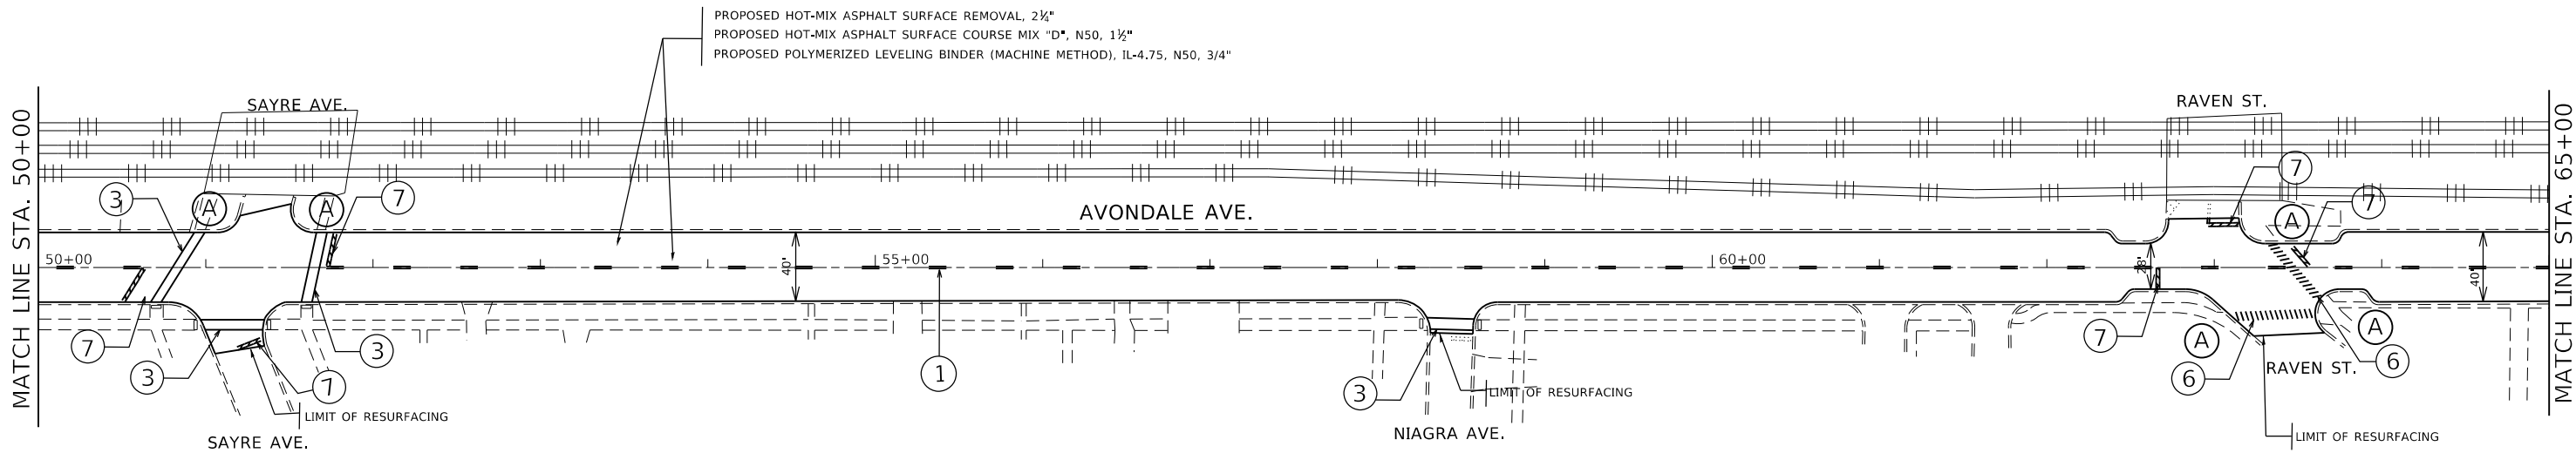 PROPOSED HOT-MIX ASPHALT SURFACE REMOVAL, 2¼"
PROPOSED HOT-MIX ASPHALT SURFACE COURSE MIX "D", N50, 1½"
PROPOSED POLYMERIZED LEVELING BINDER (MACHINE METHOD), IL-4.75, N50, 3/4"
MATCH LINE STA. 50+00
SAYRE AVE.
RAVEN ST.
MATCH LINE STA. 65+00
3
A
A
7
AVONDALE AVE.
7
A
7
50+00
40'
55+00
60+00
28'
40'
7
3
7
3
1
3
7
A
6
A
6
LIMIT OF RESURFACING
SAYRE AVE.
LIMIT OF RESURFACING
NIAGRA AVE.
RAVEN ST.
LIMIT OF RESURFACING